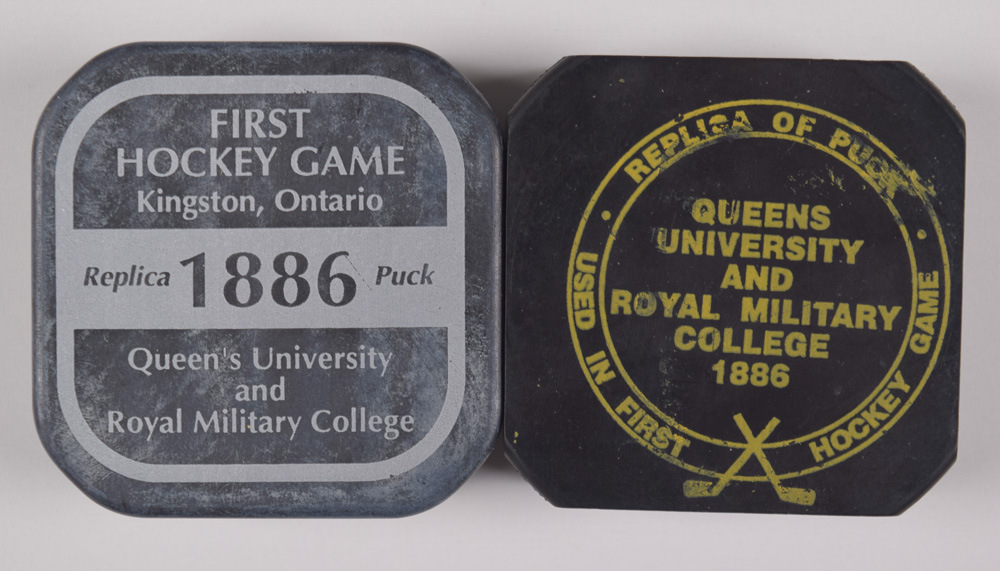 FIRST
HOCKEY GAME
Kingston, Ontario
Replica 1886 Puck
Queen's University
and
Royal Military College
REPLICA OF PUCK
USED IN FIRST HOCKEY GAME
QUEENS
UNIVERSITY
AND
ROYAL MILITARY
COLLEGE
1886